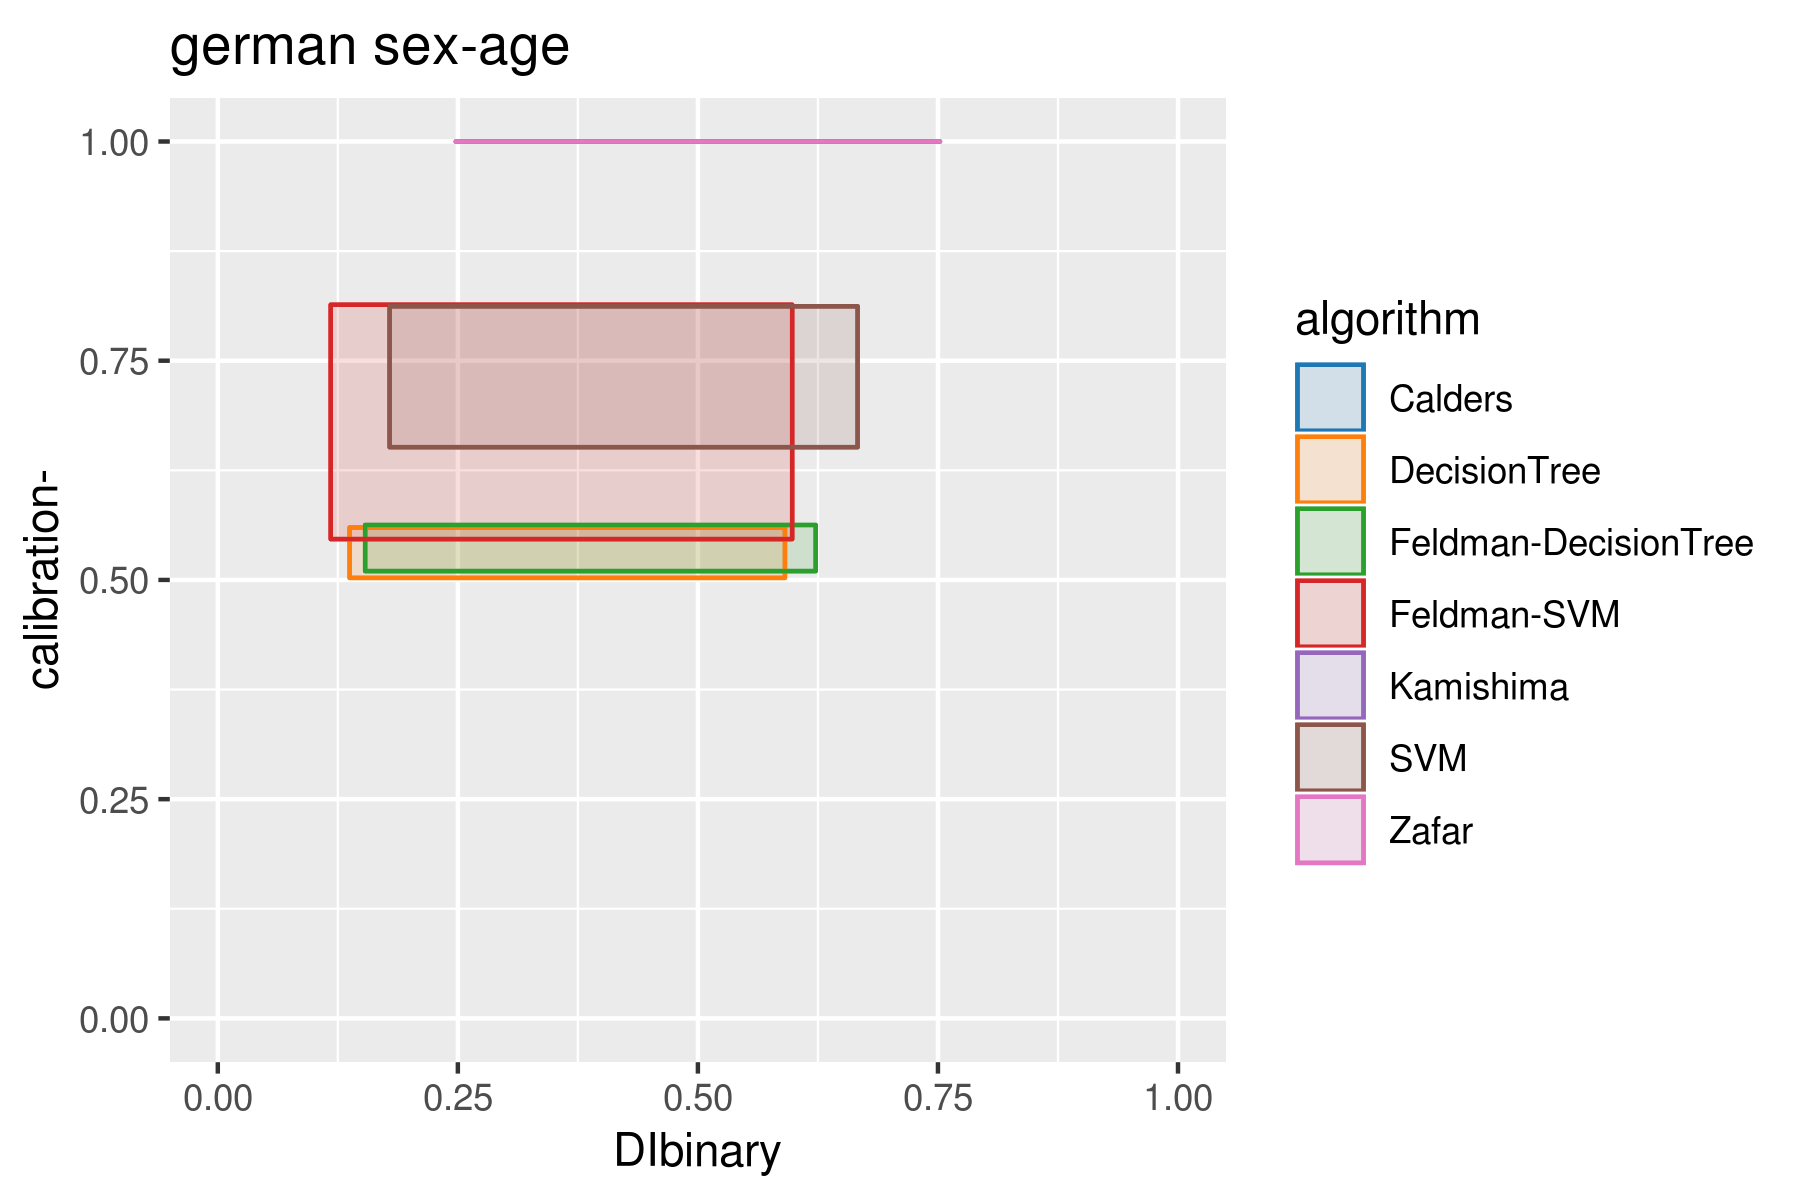 german sex-age
1.00
0.75
0.50
0.25
0.00
calibration-
0.00 0.25 0.50 0.75 1.00
DIbinary
algorithm
Calders
DecisionTree
Feldman-DecisionTree
Feldman-SVM
Kamishima
SVM
Zafar